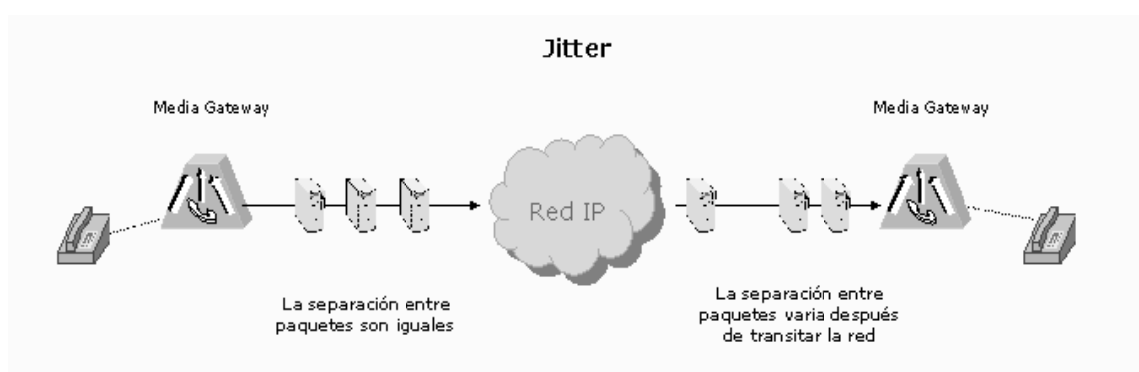 Jitter
Media Gateway
Media Gateway
Red IP
La separación entre
paquetes son iguales
La separación entre
paquetes varia después
de transitar la red